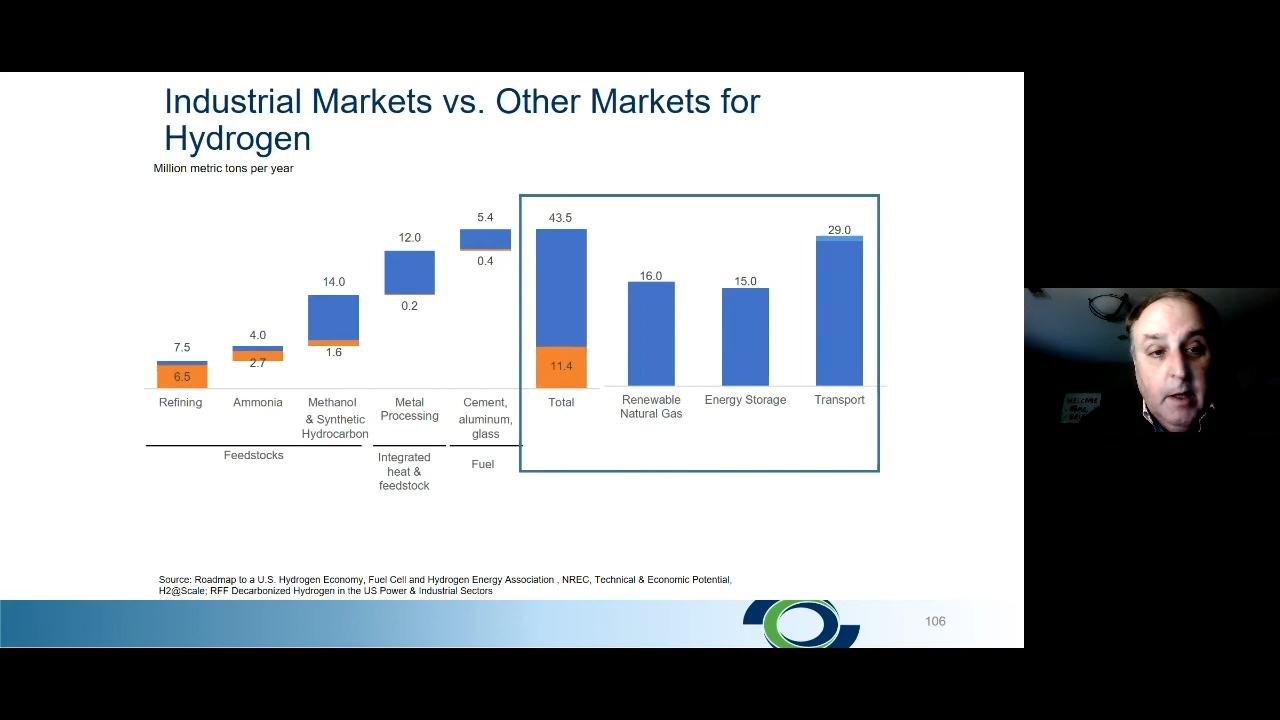 Industrial Markets vs. Other Markets for
Hydrogen
Million metric tons per year
7.5
6.5
4.0
2.7
14.0
1.6
12.0
0.2
5.4
0.4
43.5
11.4
16.0
15.0
29.0
Refining
Ammonia
Methanol
& Synthetic
Hydrocarbon
Metal
Processing
Cement,
aluminum,
glass
Total
Renewable
Natural Gas
Energy Storage
Transport
Feedstocks
Integrated
heat &
feedstock
Fuel
Source: Roadmap to a U.S. Hydrogen Economy, Fuel Cell and Hydrogen Energy Association , NREC, Technical & Economic Potential,
H2@Scale; RFF Decarbonized Hydrogen in the US Power & Industrial Sectors
106
WELCOME